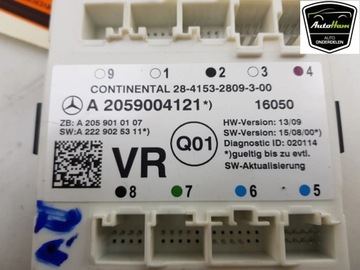 AutoHam
AUTO ONDERDELEN
9 1 2 3 4
CONTINENTAL 28-4153-2809-3-00
A 2059004121*) 16050
ZB: A 205 901 01 07 HW-Version: 13/09
SW:A 222 902 53 11*) SW-Version: 15/08/00*)
Diagnostic ID: 020114
VR Q01 *)gueltig bis zu evtl.
SW-Aktualisierung
8 7 6 5